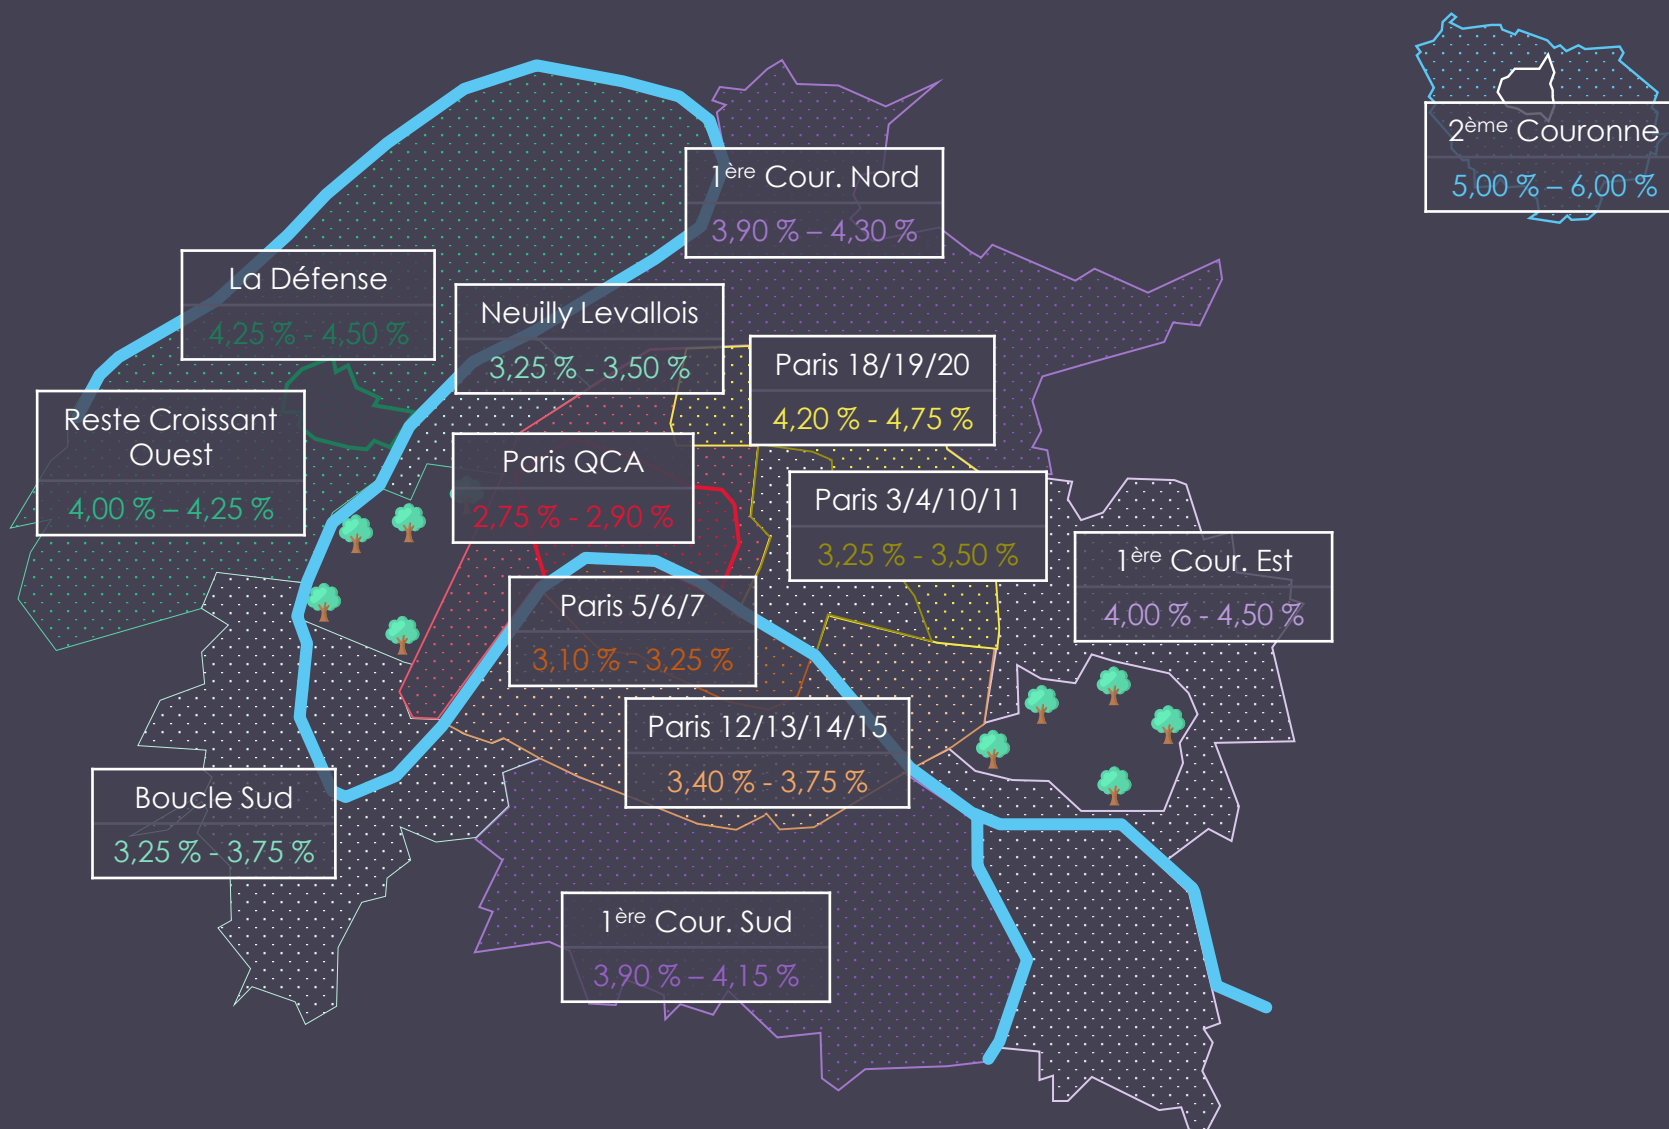 2ème Couronne
5,00 % – 6,00 %
1ère Cour. Nord
3,90 % – 4,30 %
La Défense
4,25 % - 4,50 %
Neuilly Levallois
3,25 % - 3,50 %
Paris 18/19/20
4,20 % - 4,75 %
Reste Croissant
Ouest
4,00 % – 4,25 %
Paris QCA
2,75 % - 2,90 %
Paris 3/4/10/11
3,25 % - 3,50 %
1ère Cour. Est
4,00 % - 4,50 %
Paris 5/6/7
3,10 % - 3,25 %
Paris 12/13/14/15
3,40 % - 3,75 %
Boucle Sud
3,25 % - 3,75 %
1ère Cour. Sud
3,90 % – 4,15 %